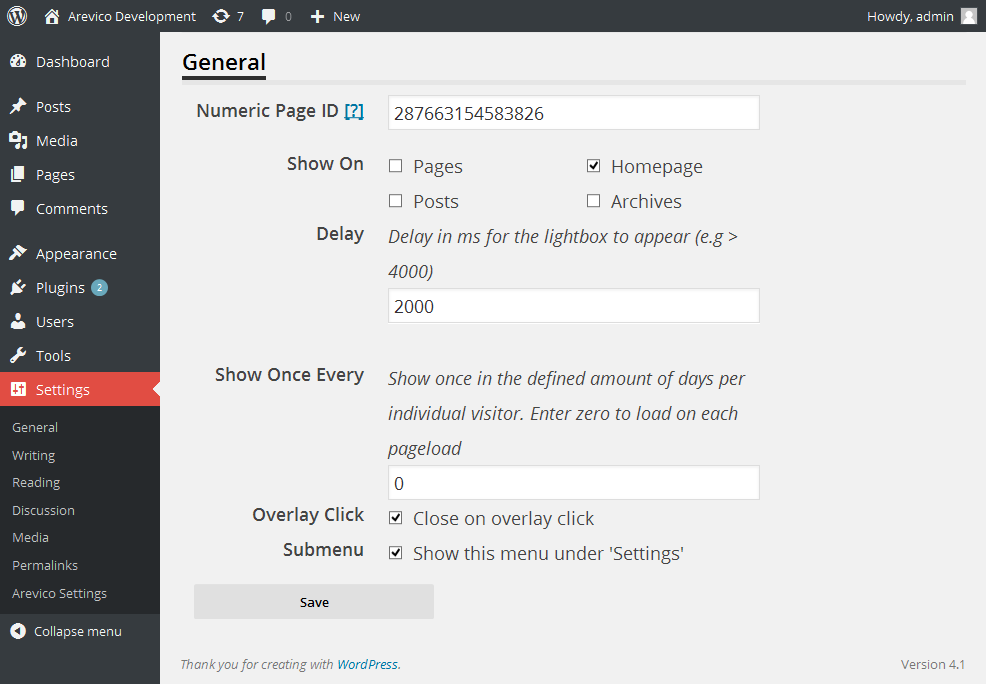 Arevico Development 7 0 New Howdy, admin
Dashboard
Posts
Media
Pages
Comments
Appearance
Plugins 2
Users
Tools
Settings
General
Writing
Reading
Discussion
Media
Permalinks
Arevico Settings
Collapse menu
General
Numeric Page ID [?] 287663154583826
Show On Pages Homepage
Posts Archives
Delay Delay in ms for the lightbox to appear (e.g >
4000)
2000
Show Once Every Show once in the defined amount of days per
individual visitor. Enter zero to load on each
pageload
0
Overlay Click Close on overlay click
Submenu Show this menu under 'Settings'
Save
Thank you for creating with WordPress. Version 4.1